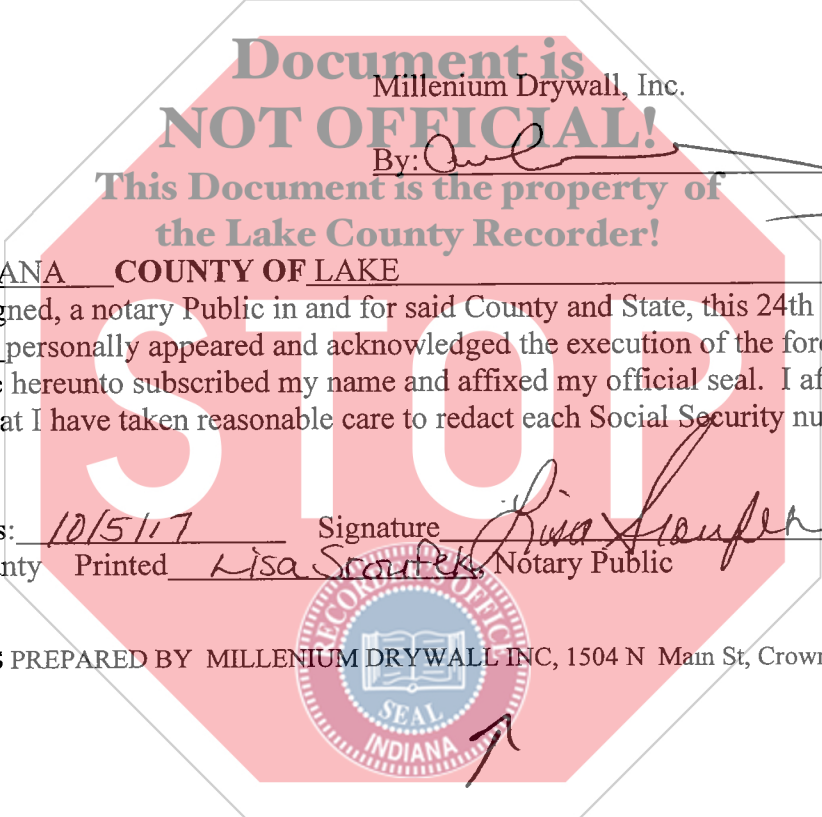 Document is
Millenium Drywall, Inc.
NOT OFFICIAL!
By:
This Document is the property of
the Lake County Recorder!
ANA COUNTY OF LAKE
gned, a notary Public in and for said County and State, this 24th
personally appeared and acknowledged the execution of the fore
e hereunto subscribed my name and affixed my official seal. I af
at I have taken reasonable care to redact each Social Security nu
STOP
s: 10/5/17 Signature
nty Printed Lisa , Notary Public
RECORDER'S OFFICE
S PREPARED BY MILLENIUM DRYWALL INC, 1504 N Main St, Crown
SEAL
INDIANA